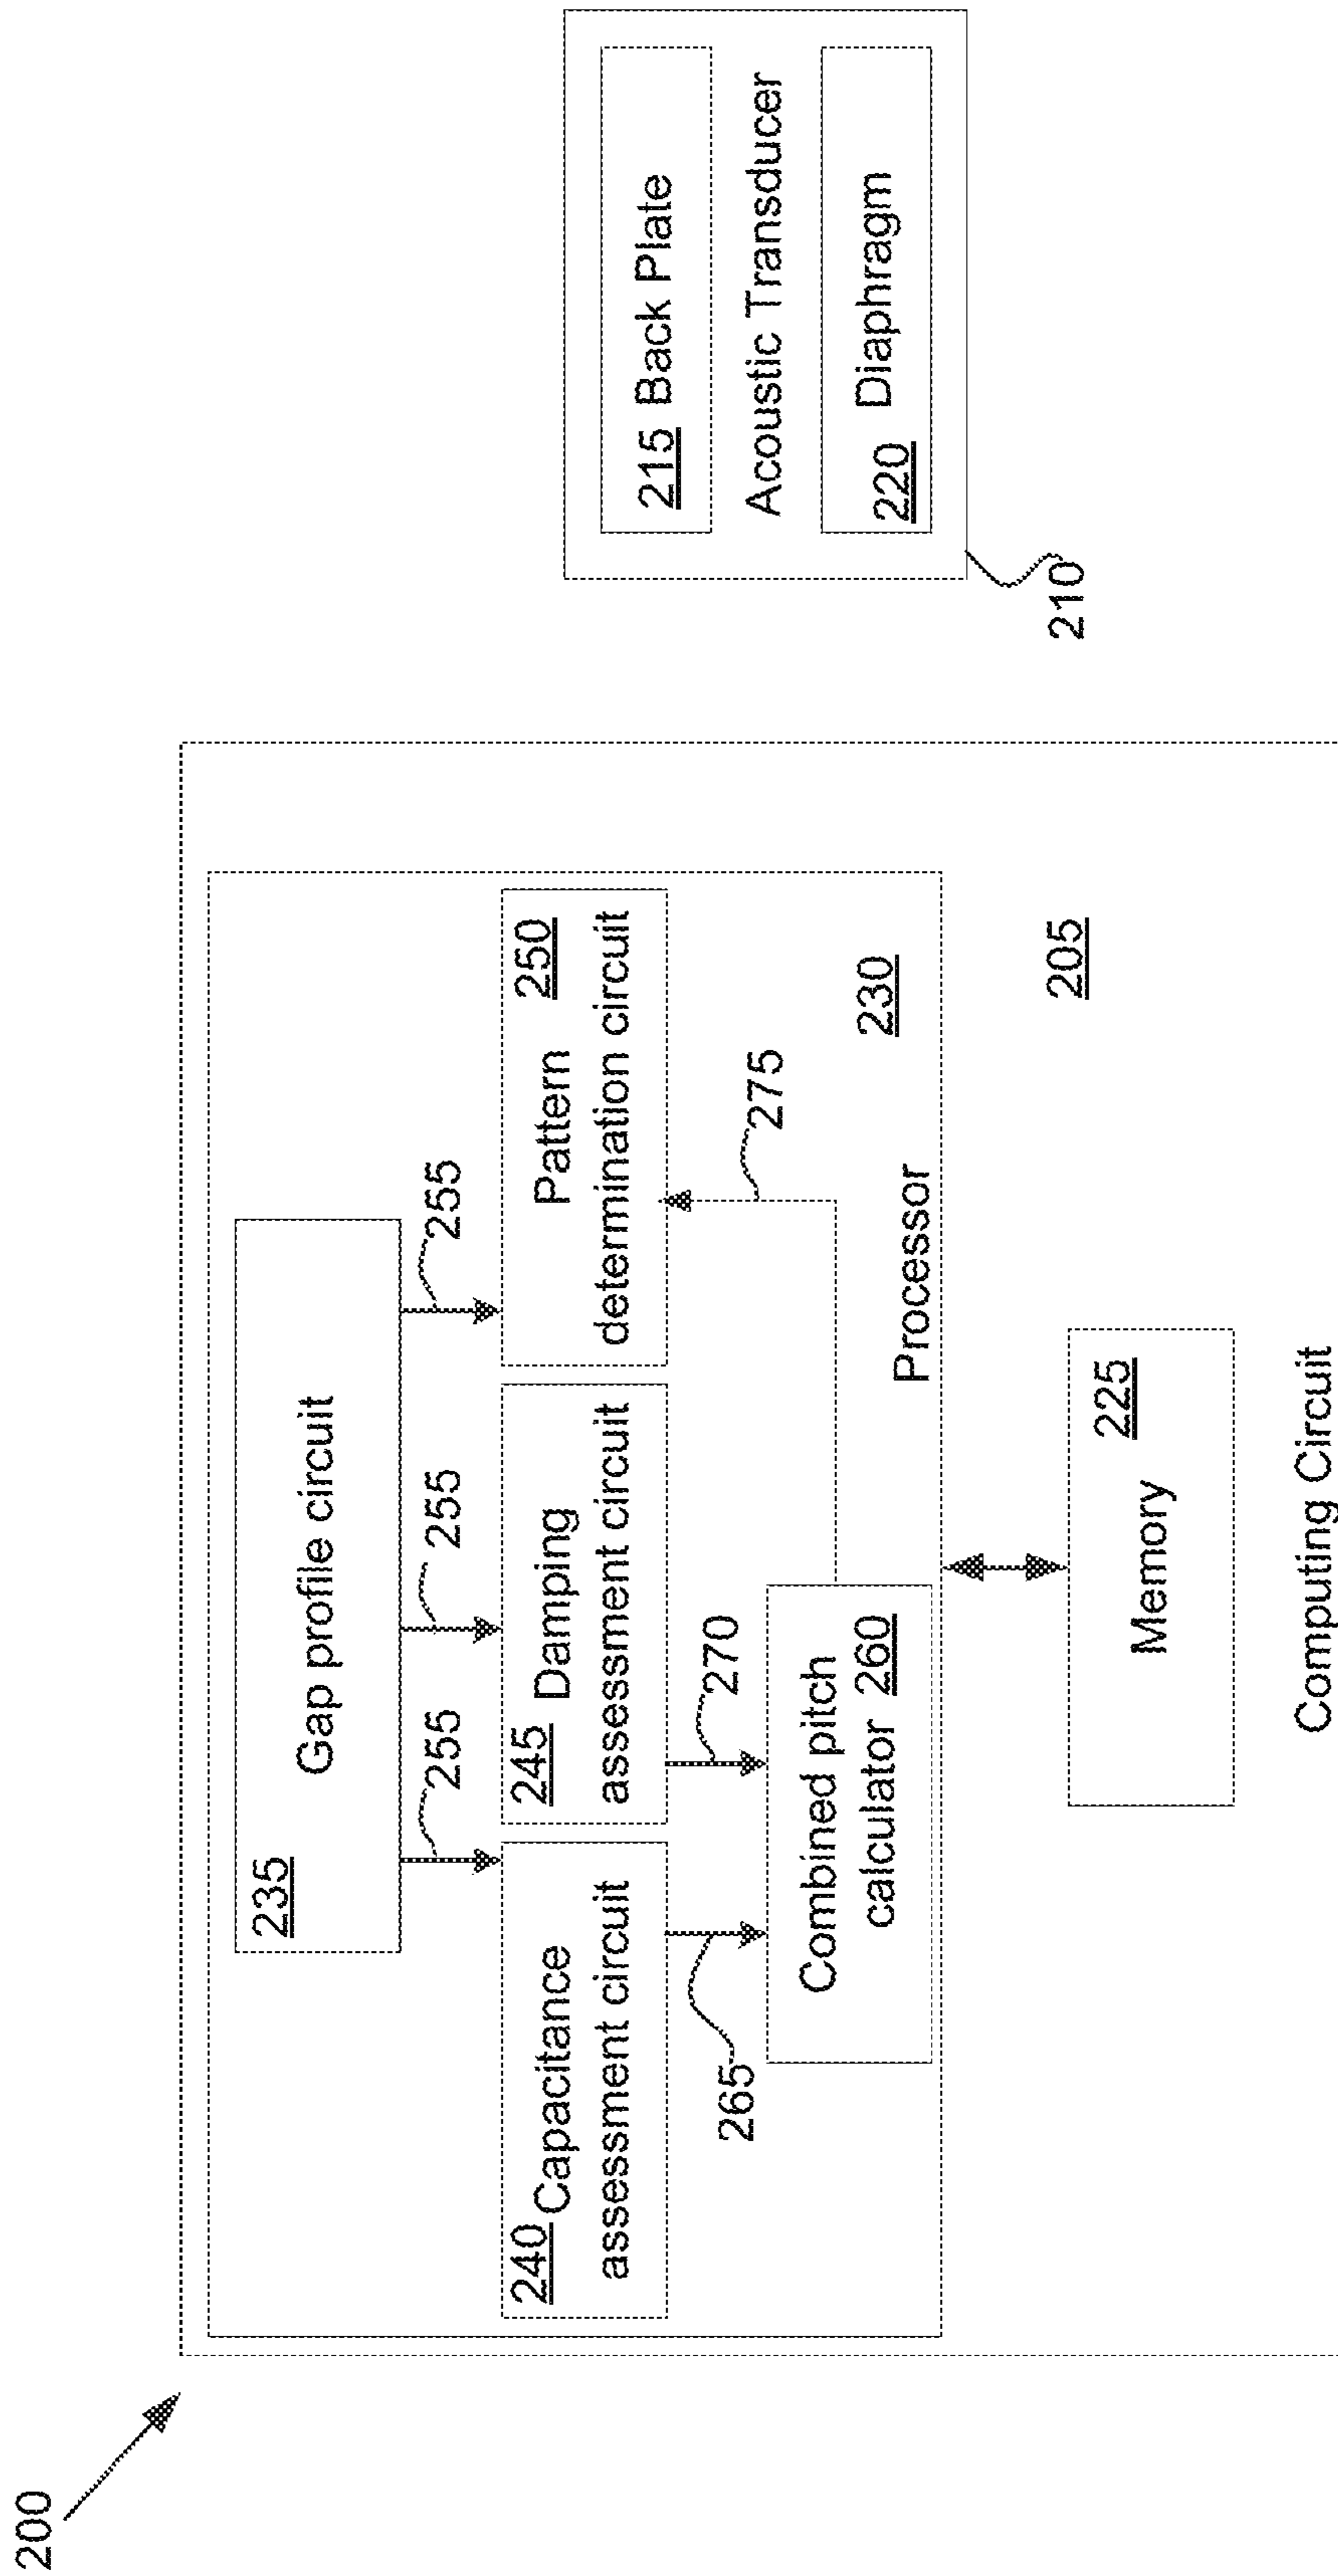 200
235
Gap profile circuit
255
255
255
240 Capacitance
assessment circuit
245 Damping
assessment circuit
Pattern 250
determination circuit
265
270
275
Combined pitch
calculator 260
230
Processor
205
225
Memory
Computing Circuit
215 Back Plate
Acoustic Transducer
220 Diaphragm
210